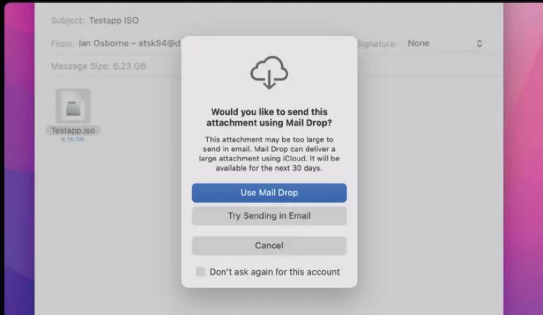 Subject: Testapp ISO
From: Ian Osborne – atsk94@d
Signature: None
Message Size: 6.23 GB
Testapp.iso
Would you like to send this
attachment using Mail Drop?
This attachment may be too large to
send in email. Mail Drop can deliver a
large attachment using iCloud. It will be
available for the next 30 days.
Use Mail Drop
Try Sending in Email
Cancel
Don't ask again for this account